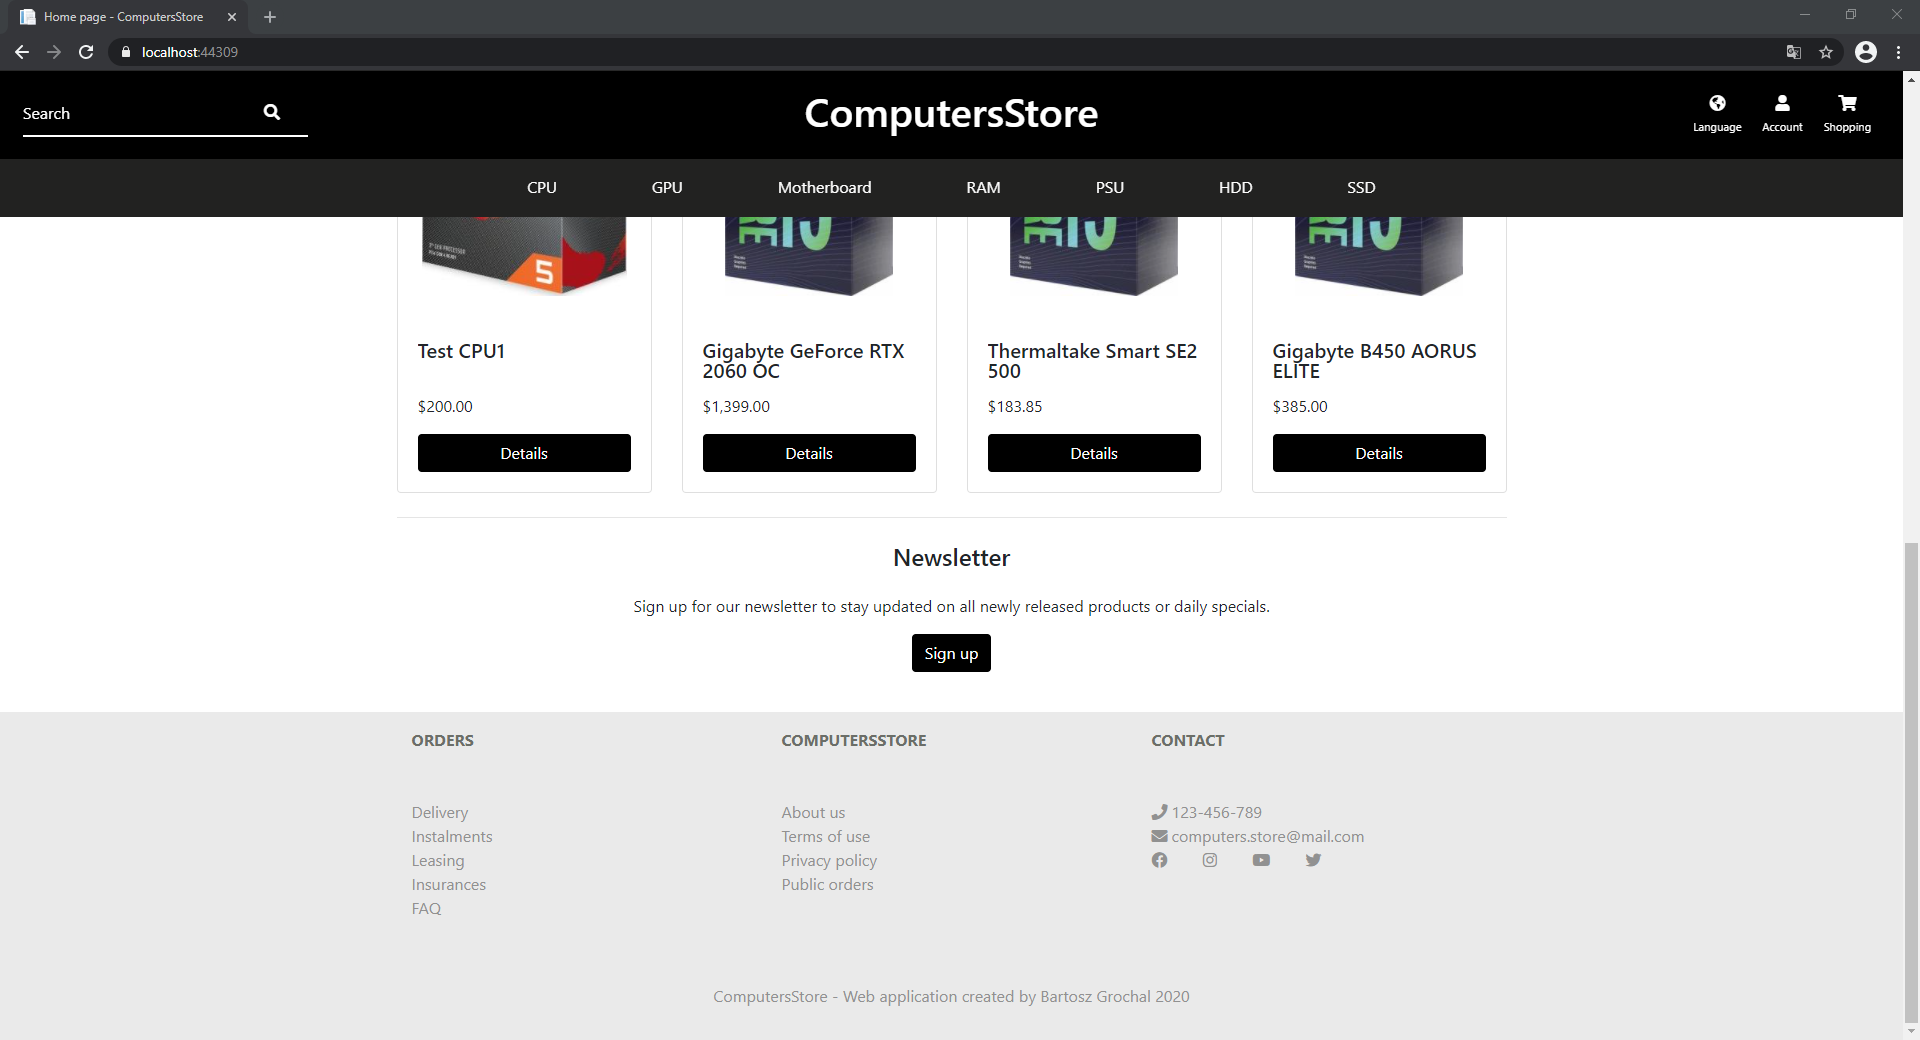 Home page - ComputersStore
localhost:44309
Search
ComputersStore
Language
Account
Shopping
CPU
GPU
Motherboard
RAM
PSU
HDD
SSD
5
Test CPU1
$200.00
Details
Gigabyte GeForce RTX
2060 OC
$1,399.00
Details
Thermaltake Smart SE2
500
$183.85
Details
Gigabyte B450 AORUS
ELITE
$385.00
Details
Newsletter
Sign up for our newsletter to stay updated on all newly released products or daily specials.
Sign up
ORDERS
Delivery
Instalments
Leasing
Insurances
FAQ
COMPUTERSSTORE
About us
Terms of use
Privacy policy
Public orders
CONTACT
123-456-789
computers.store@mail.com
ComputersStore - Web application created by Bartosz Grochal 2020